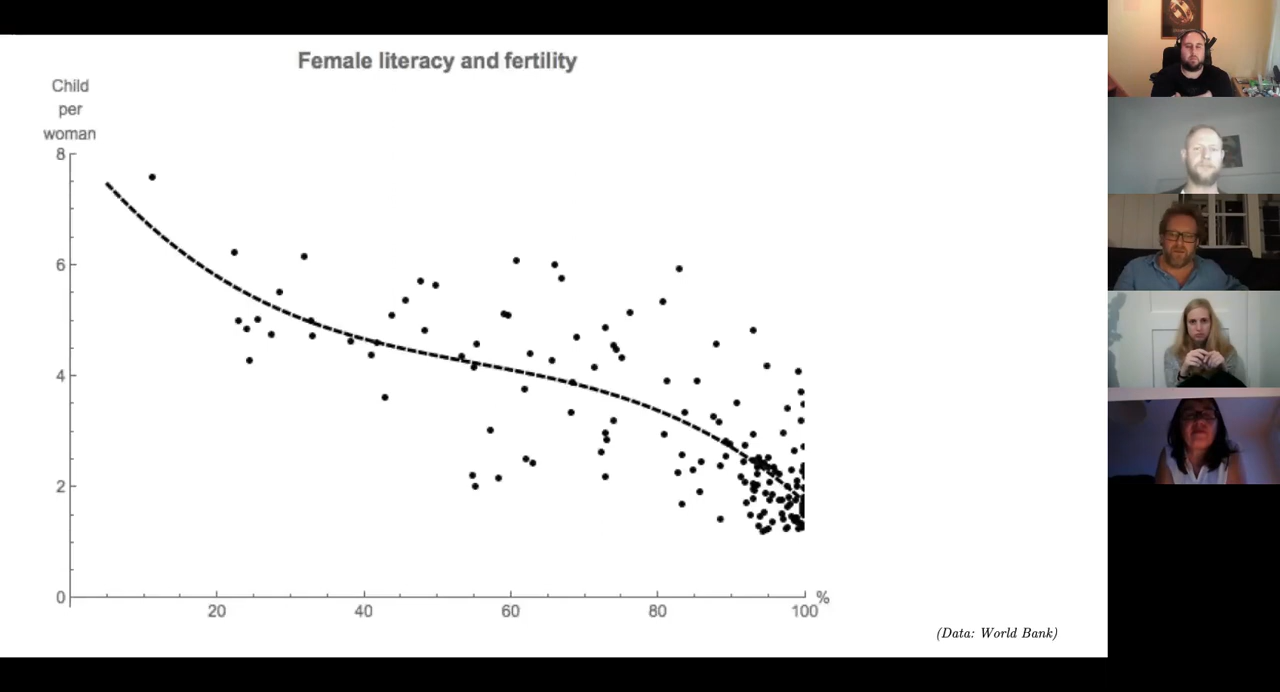 Female literacy and fertility
Child
per
woman
8
6
4
2
0
20 40 60 80 100 %
(Data: World Bank)